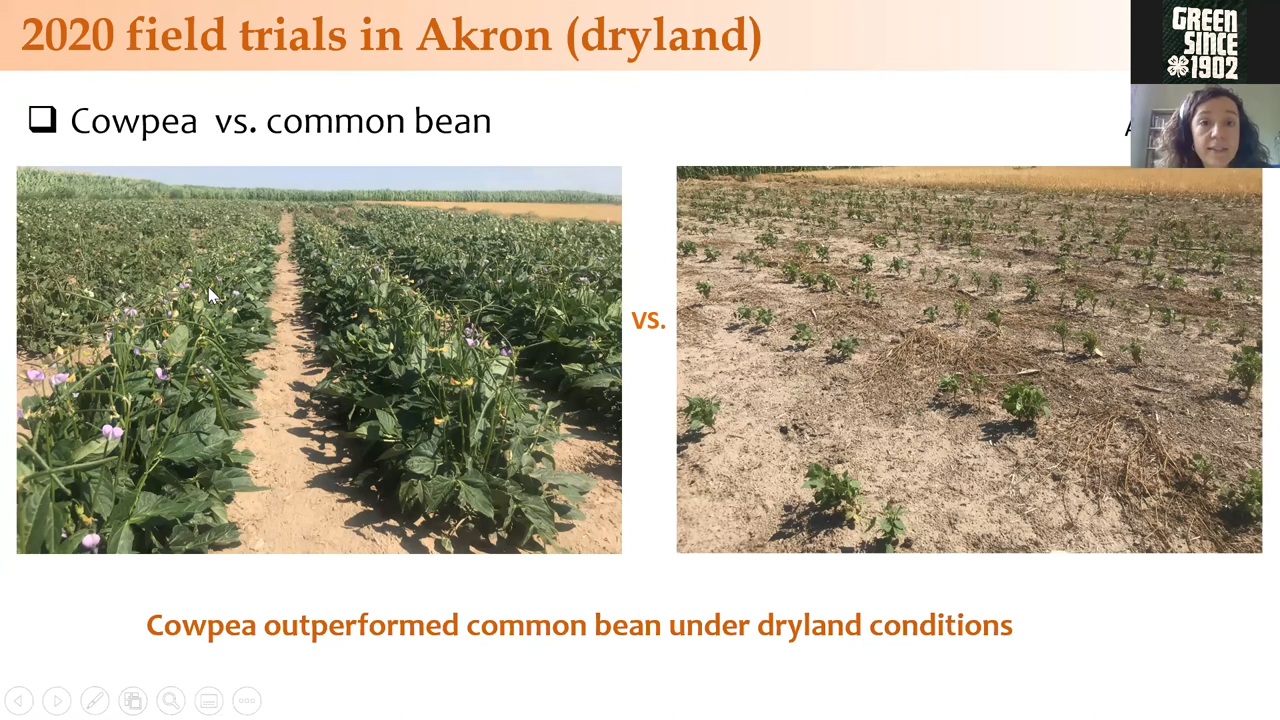 2020 field trials in Akron (dryland)
GREEN
SINCE
1902
Cowpea vs. common bean
vs.
Cowpea outperformed common bean under dryland conditions